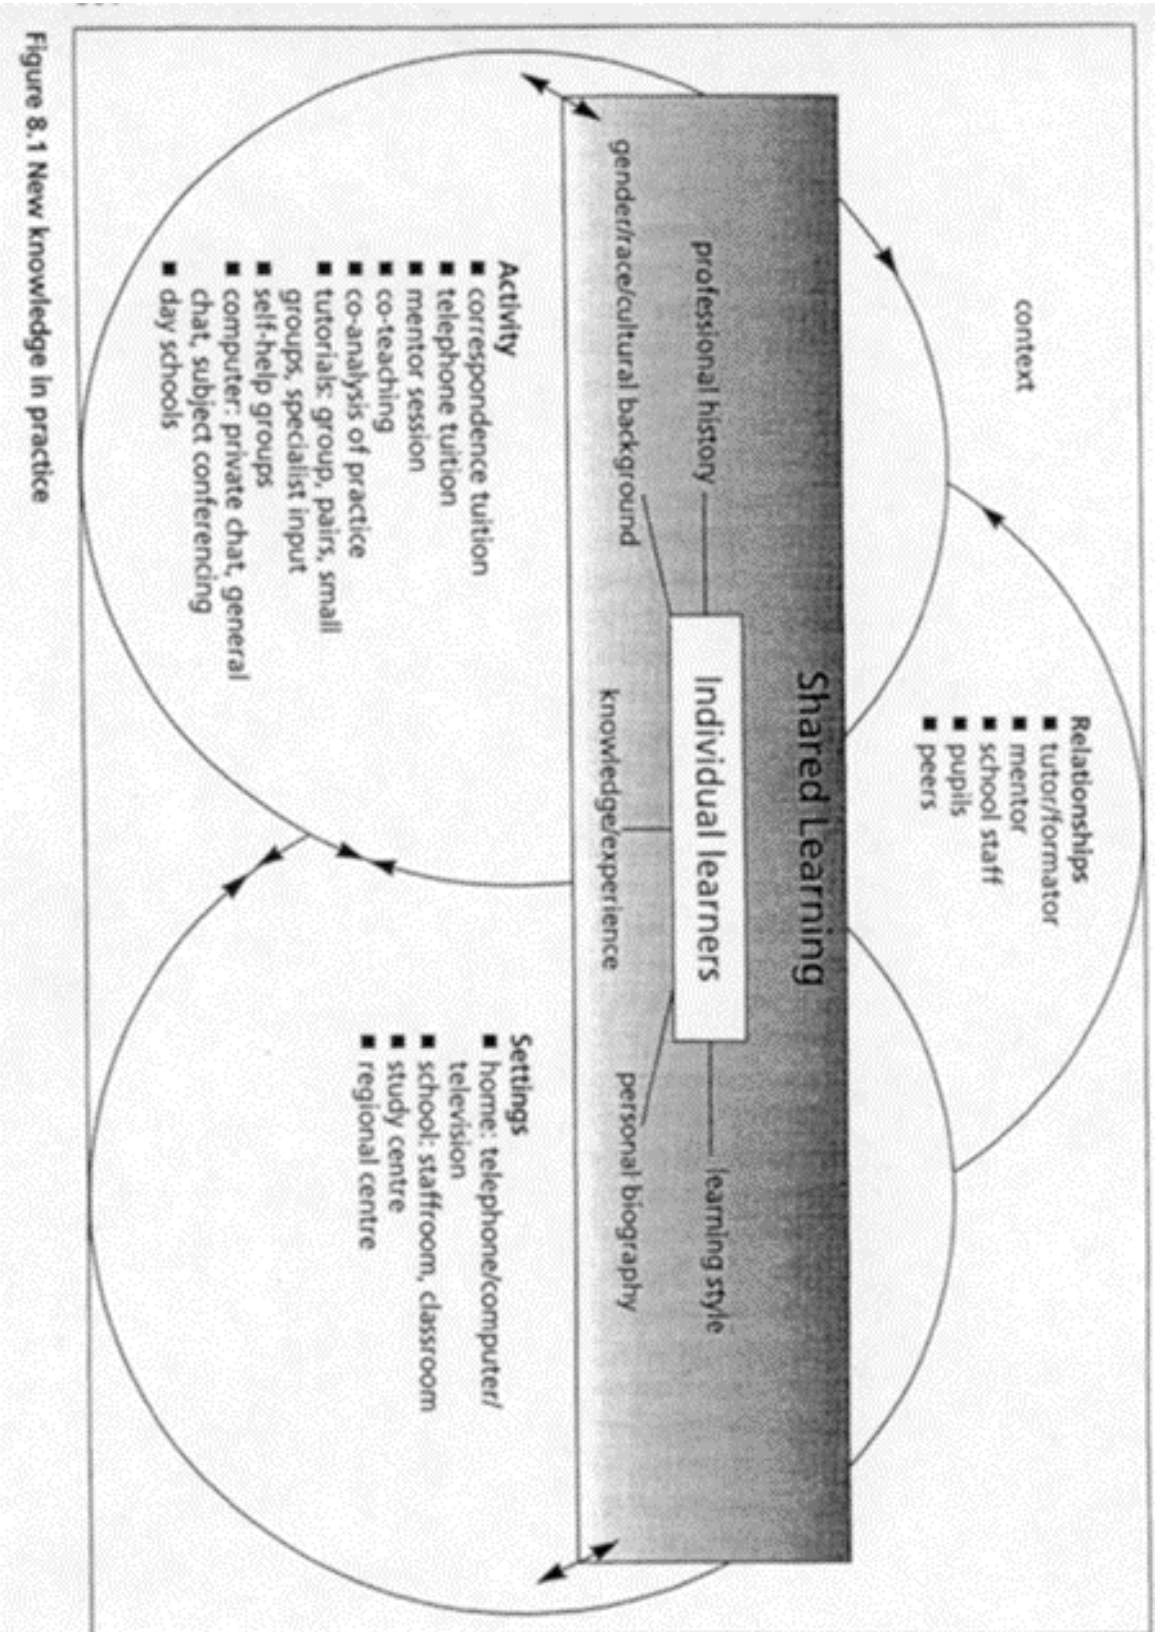 context
Relationships
■ tutor/formator
■ mentor
■ school staff
■ pupils
■ peers
Shared Learning
Individual learners
professional history
learning style
gender/race/cultural background
knowledge/experience
personal biography
Activity
■ correspondence tuition
■ telephone tuition
■ mentor session
■ co-teaching
■ co-analysis of practice
■ tutorials: group, pairs, small
groups, specialist input
■ self-help groups
■ computer: private chat, general
chat, subject conferencing
■ day schools
Settings
■ home: telephone/computer/
television
■ school: staffroom, classroom
■ study centre
■ regional centre
Figure 8.1 New knowledge in practice